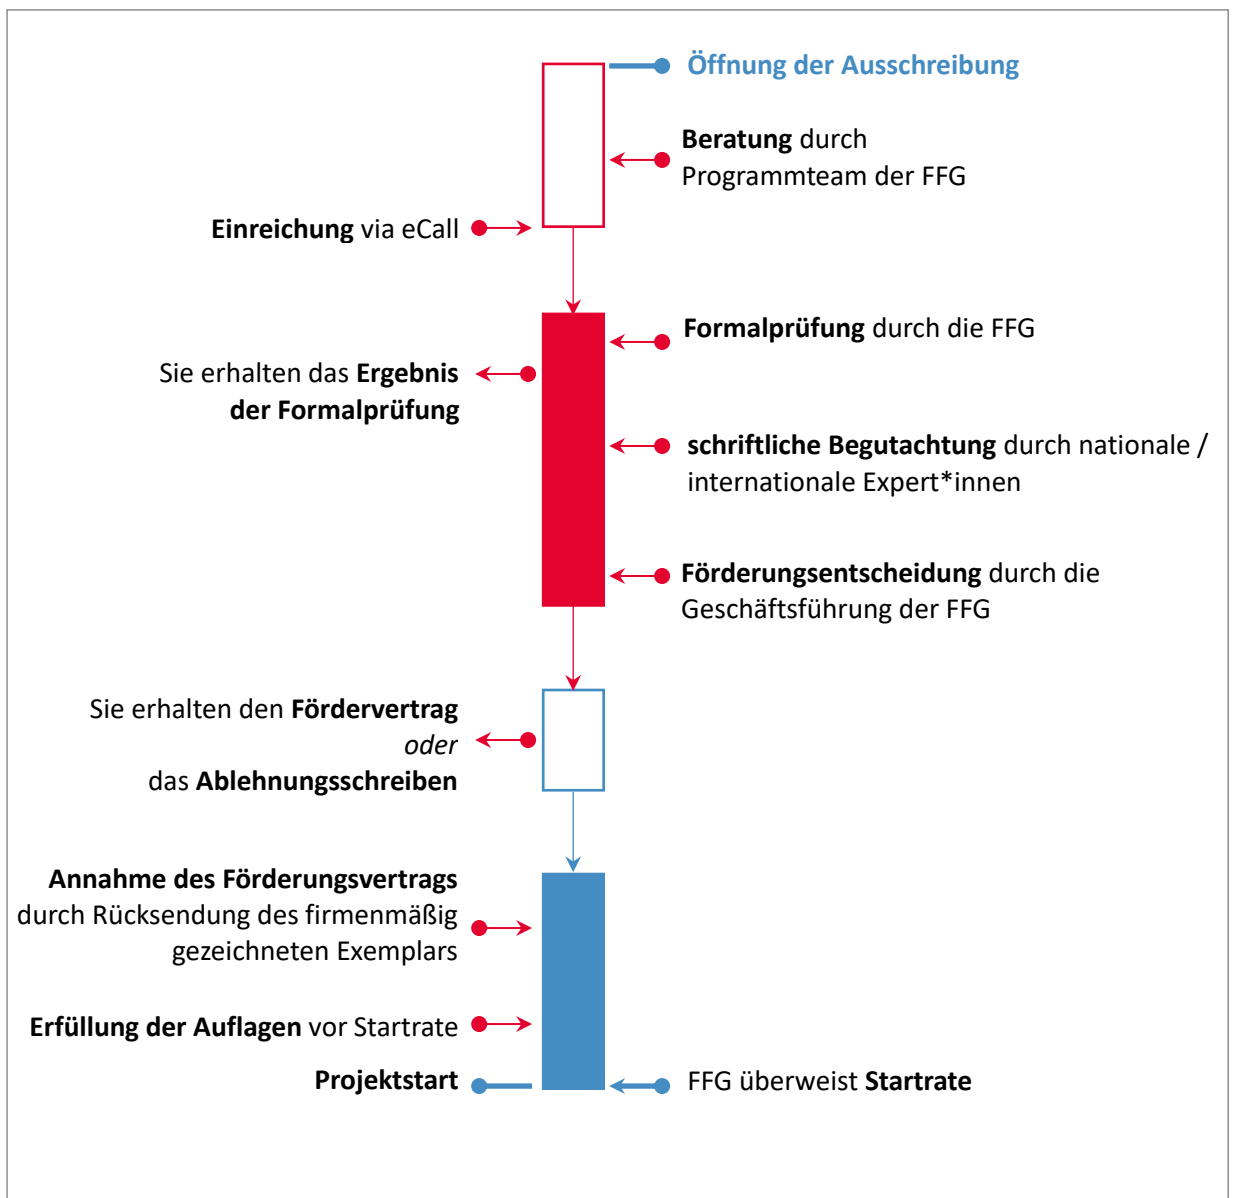 Öffnung der Ausschreibung
Beratung durch
Programmteam der FFG
Einreichung via eCall
Formalprüfung durch die FFG
Sie erhalten das Ergebnis
der Formalprüfung
schriftliche Begutachtung durch nationale /
internationale Expert*innen
Förderungsentscheidung durch die
Geschäftsführung der FFG
Sie erhalten den Fördervertrag
oder
das Ablehnungsschreiben
Annahme des Förderungsvertrags
durch Rücksendung des firmenmäßig
gezeichneten Exemplars
Erfüllung der Auflagen vor Startrate
Projektstart
FFG überweist Startrate